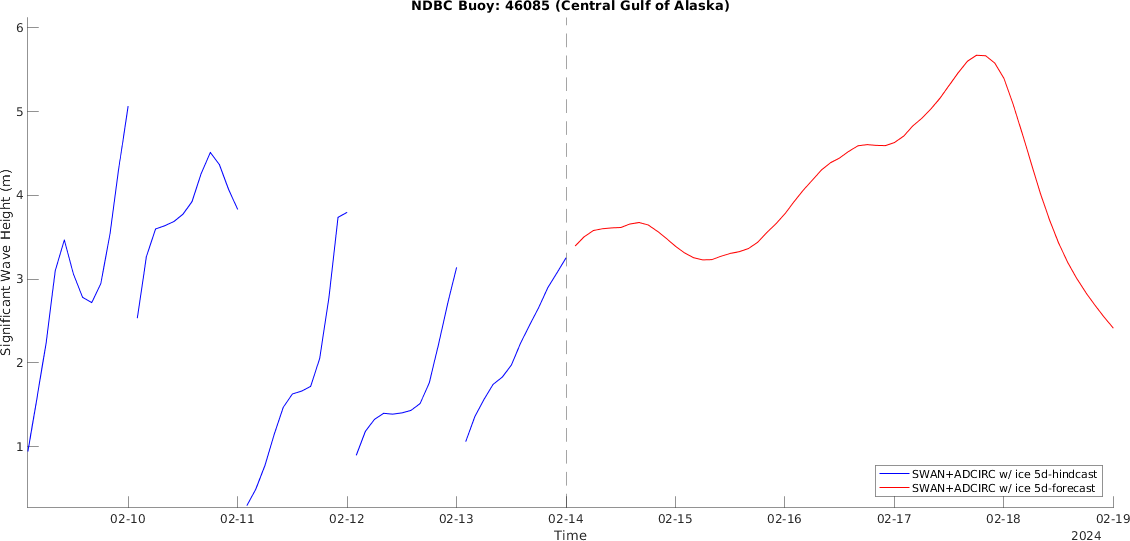 NDBC Buoy: 46085 (Central Gulf of Alaska)
Significant Wave Height (m)
6
5
4
3
2
1
SWAN+ADCIRC w/ ice 5d-hindcast
SWAN+ADCIRC w/ ice 5d-forecast
02-10 02-11 02-12 02-13 02-14 02-15 02-16 02-17 02-18 02-19
Time
2024